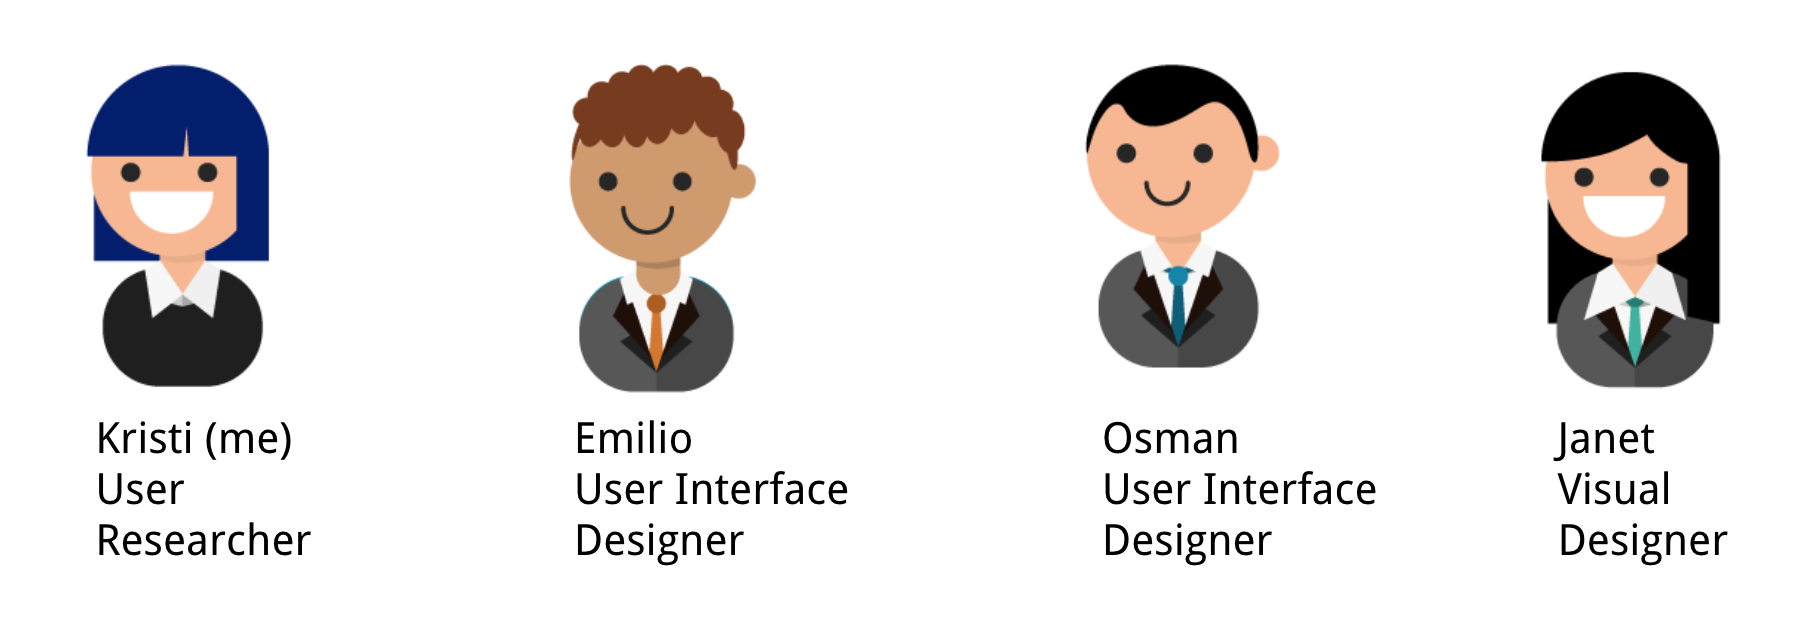 Kristi (me)
User
Researcher
Emilio
User Interface
Designer
Osman
User Interface
Designer
Janet
Visual
Designer